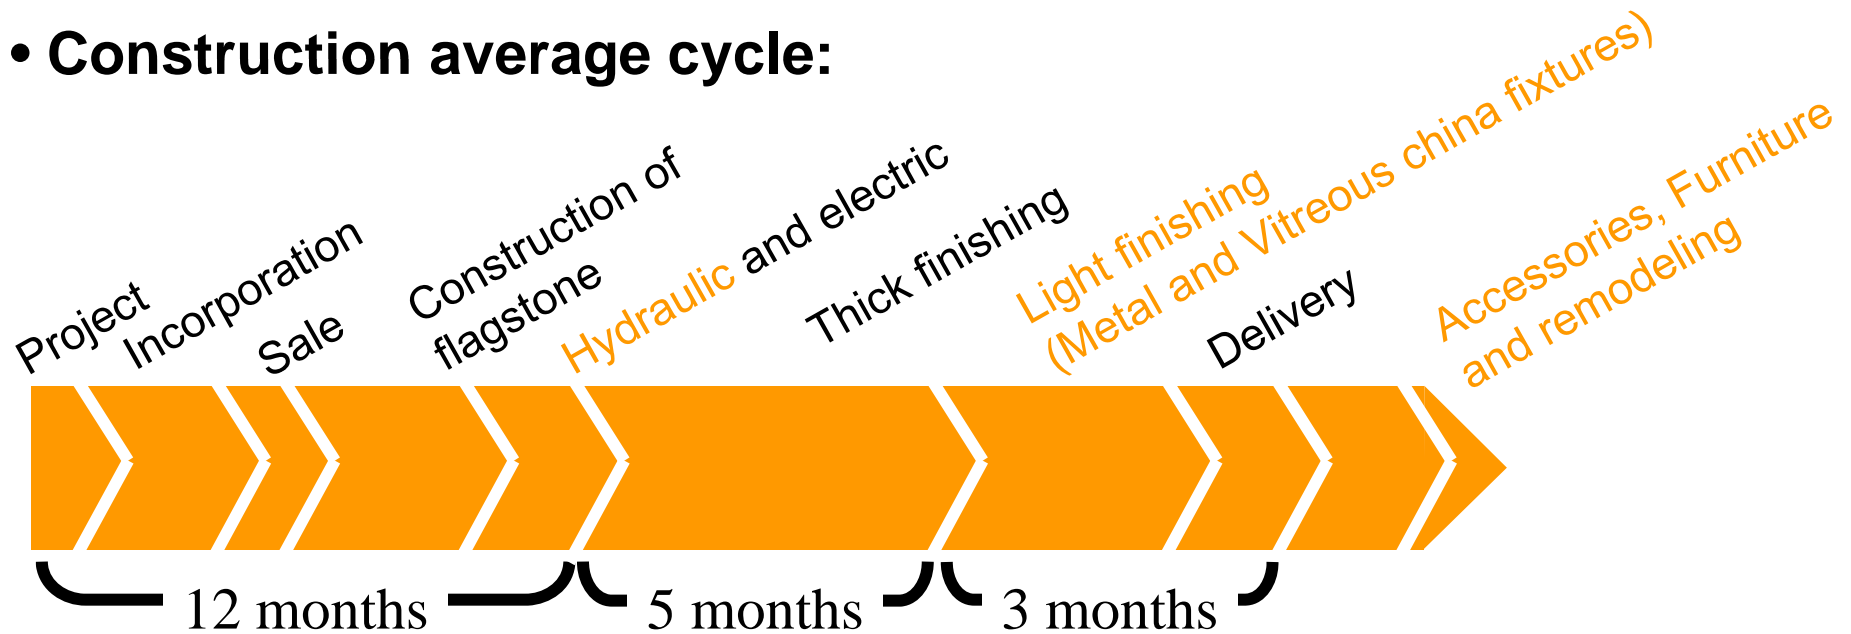 • Construction average cycle:
Project
Incorporation
Sale
Construction of
flagstone
Hydraulic and electric
Thick finishing
Light finishing
(Metal and Vitreous china fixtures)
Delivery
Accessories, Furniture
and remodeling
12 months
5 months
3 months